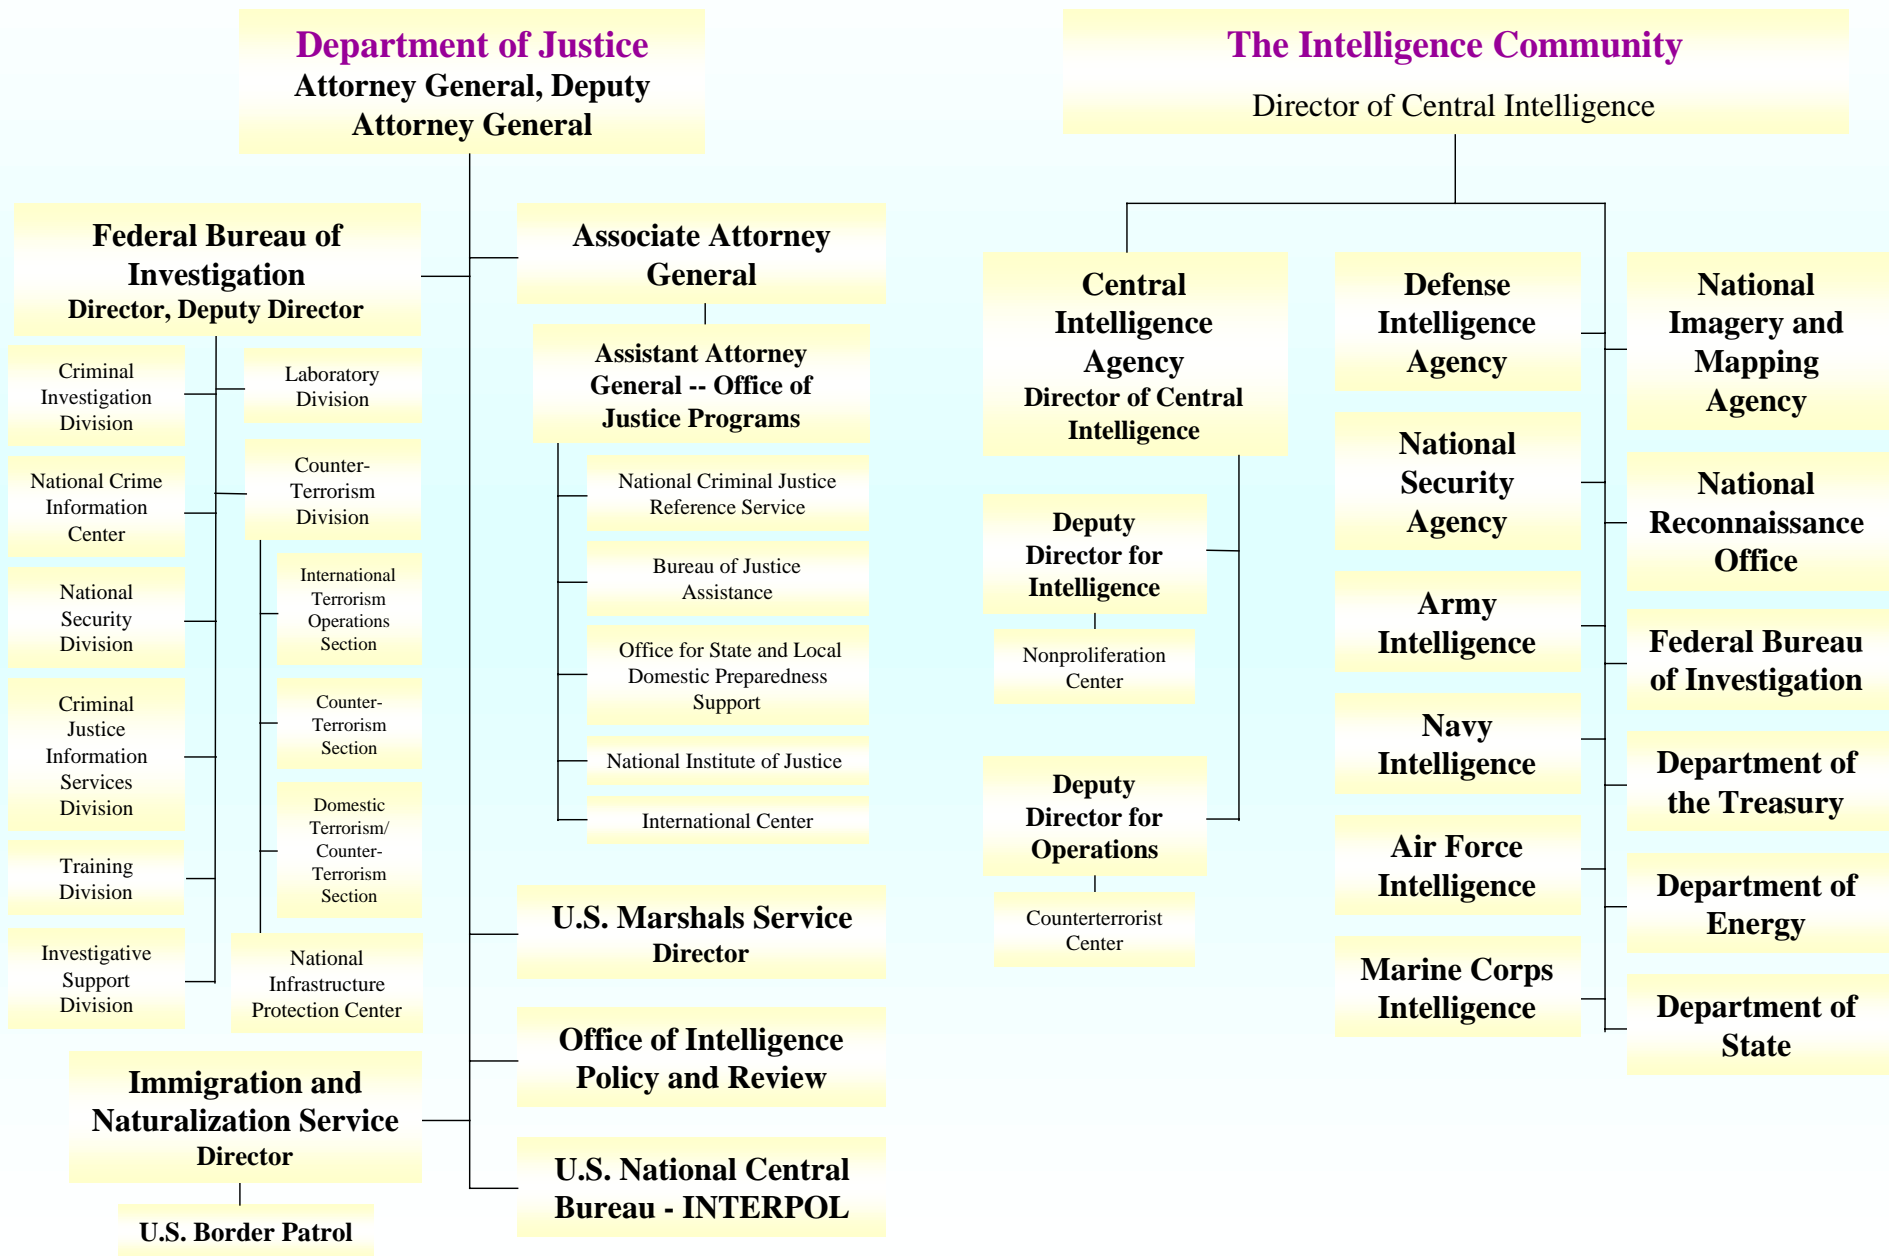 Department of Justice
Attorney General, Deputy
Attorney General
Federal Bureau of
Investigation
Director, Deputy Director
Criminal
Investigation
Division
National Crime
Information
Center
National
Security
Division
Criminal
Justice
Information
Services
Division
Training
Division
Investigative
Support
Division
Laboratory
Division
Counter-
Terrorism
Division
International
Terrorism
Operations
Section
Counter-
Terrorism
Section
Domestic
Terrorism/
Counter-
Terrorism
Section
National
Infrastructure
Protection Center
Immigration and
Naturalization Service
Director
U.S. Border Patrol
Associate Attorney
General
Assistant Attorney
General -- Office of
Justice Programs
National Criminal Justice
Reference Service
Bureau of Justice
Assistance
Office for State and Local
Domestic Preparedness
Support
National Institute of Justice
International Center
U.S. Marshals Service
Director
Office of Intelligence
Policy and Review
U.S. National Central
Bureau - INTERPOL
The Intelligence Community
Director of Central Intelligence
Central
Intelligence
Agency
Director of Central
Intelligence
Deputy
Director for
Intelligence
Nonproliferation
Center
Deputy
Director for
Operations
Counterterrorist
Center
Defense
Intelligence
Agency
National
Security
Agency
Army
Intelligence
Navy
Intelligence
Air Force
Intelligence
Marine Corps
Intelligence
National
Imagery and
Mapping
Agency
National
Reconnaissance
Office
Federal Bureau
of Investigation
Department of
the Treasury
Department of
Energy
Department of
State